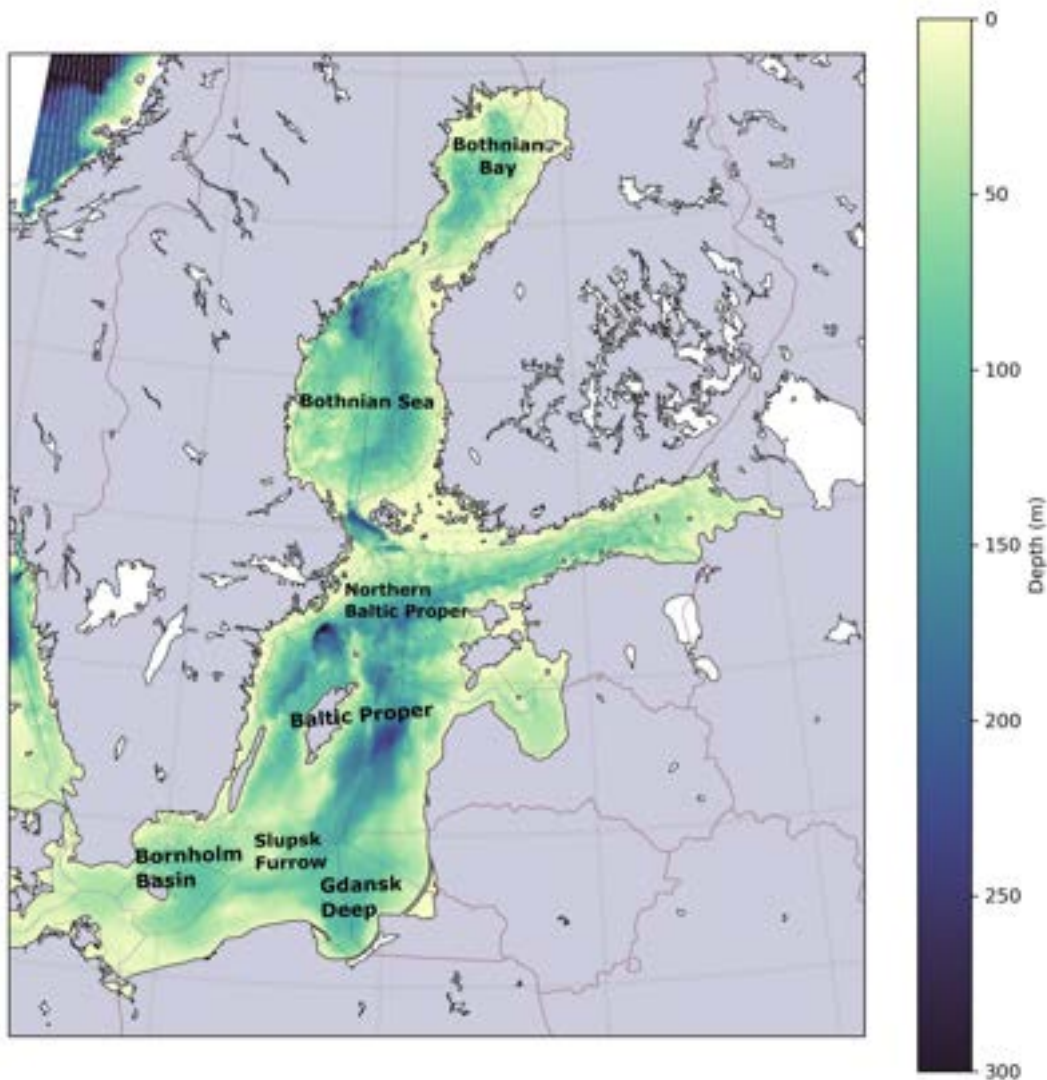 Bothnian
Bay
Bothnian Sea
Northern
Baltic Proper
Baltic Proper
Slupsk
Furrow
Bornholm
Basin
Gdansk
Deep
0
50
100
150
200
250
300
Depth (m)